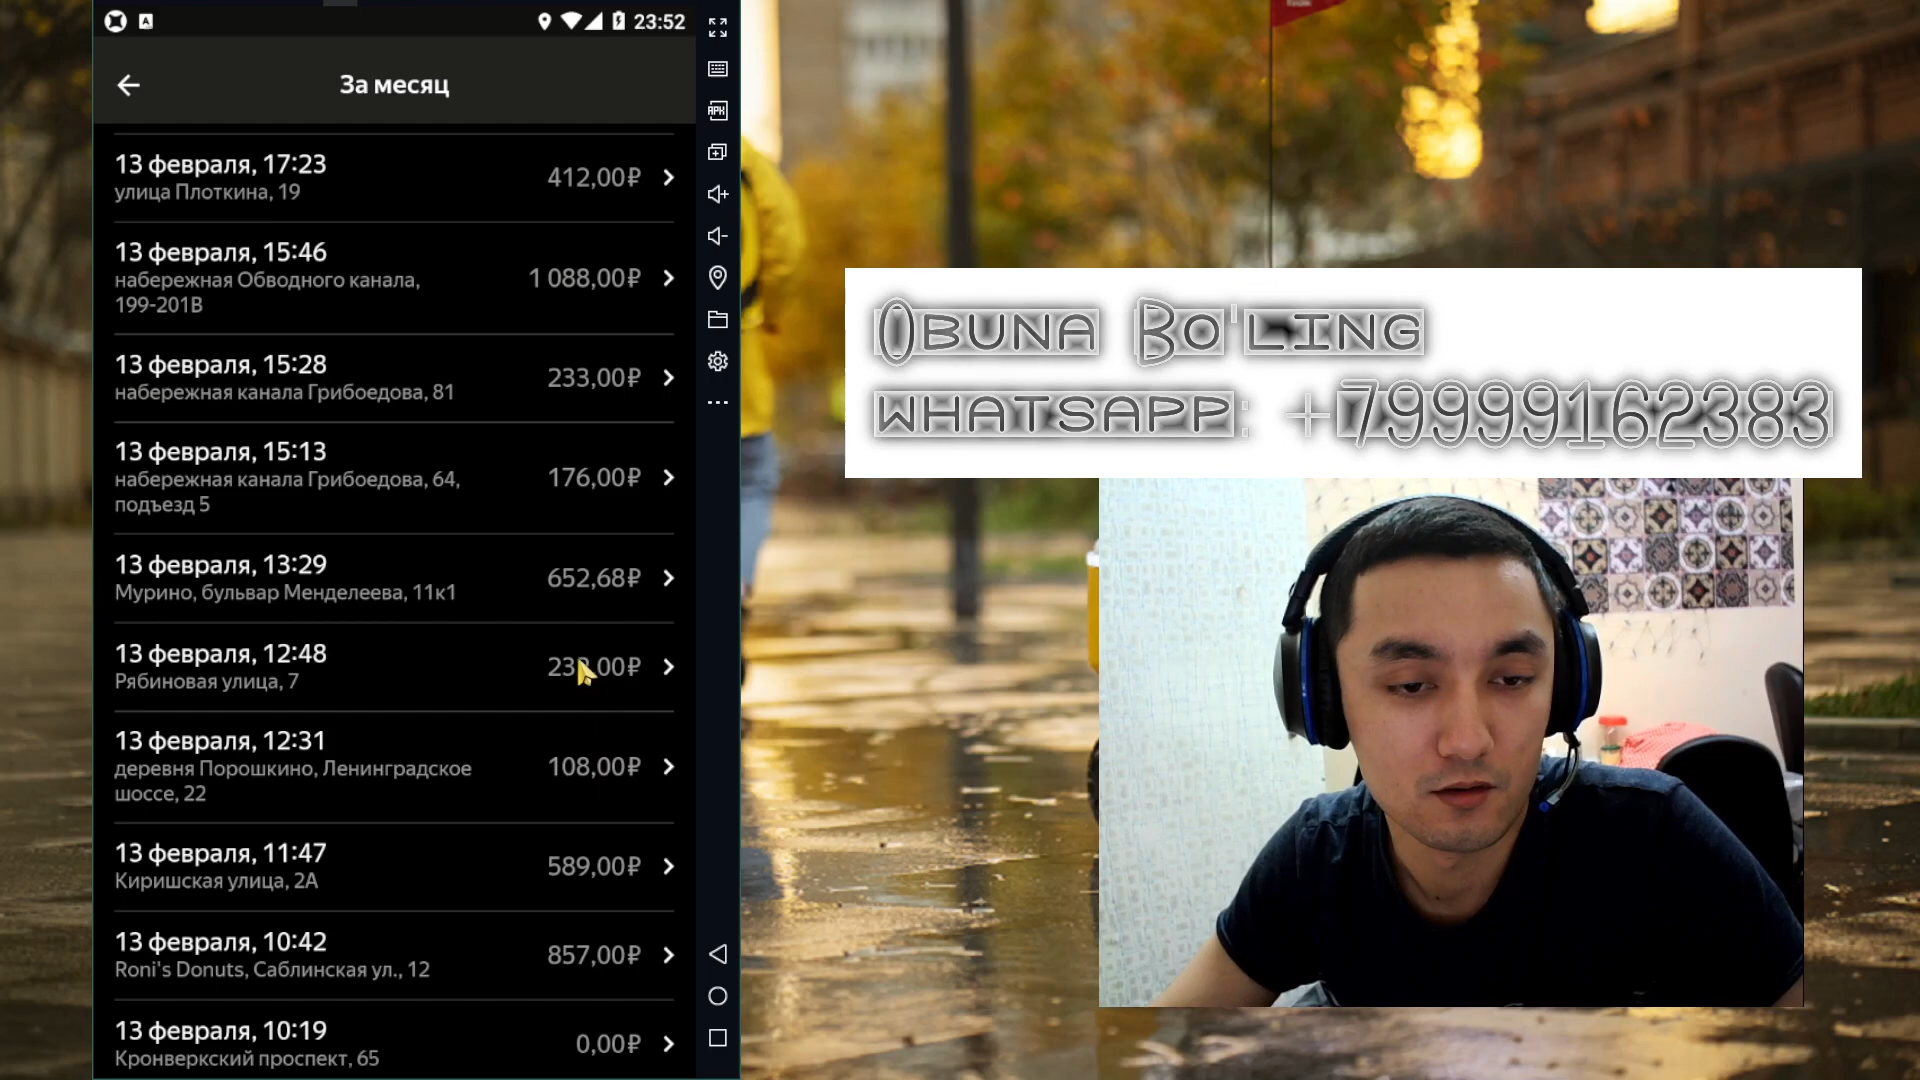 23:52
За месяц
13 февраля, 17:23
улица Плоткина, 19
412,00₽
13 февраля, 15:46
набережная Обводного канала,
199-201В
1 088,00₽
13 февраля, 15:28
набережная канала Грибоедова, 81
233,00₽
13 февраля, 15:13
набережная канала Грибоедова, 64,
подъезд 5
176,00₽
13 февраля, 13:29
Мурино, бульвар Менделеева, 11к1
652,68₽
13 февраля, 12:48
Рябиновая улица, 7
13 февраля, 12:31
деревня Порошкино, Ленинградское
шоссе, 22
108,00₽
13 февраля, 11:47
Киришская улица, 2А
589,00₽
13 февраля, 10:42
Roni's Donuts, Саблинская ул., 12
857,00₽
13 февраля, 10:19
Кронверкский проспект, 65
0,00₽
APK
Obuna Bo'ling
WHATSAPP: +79999162383